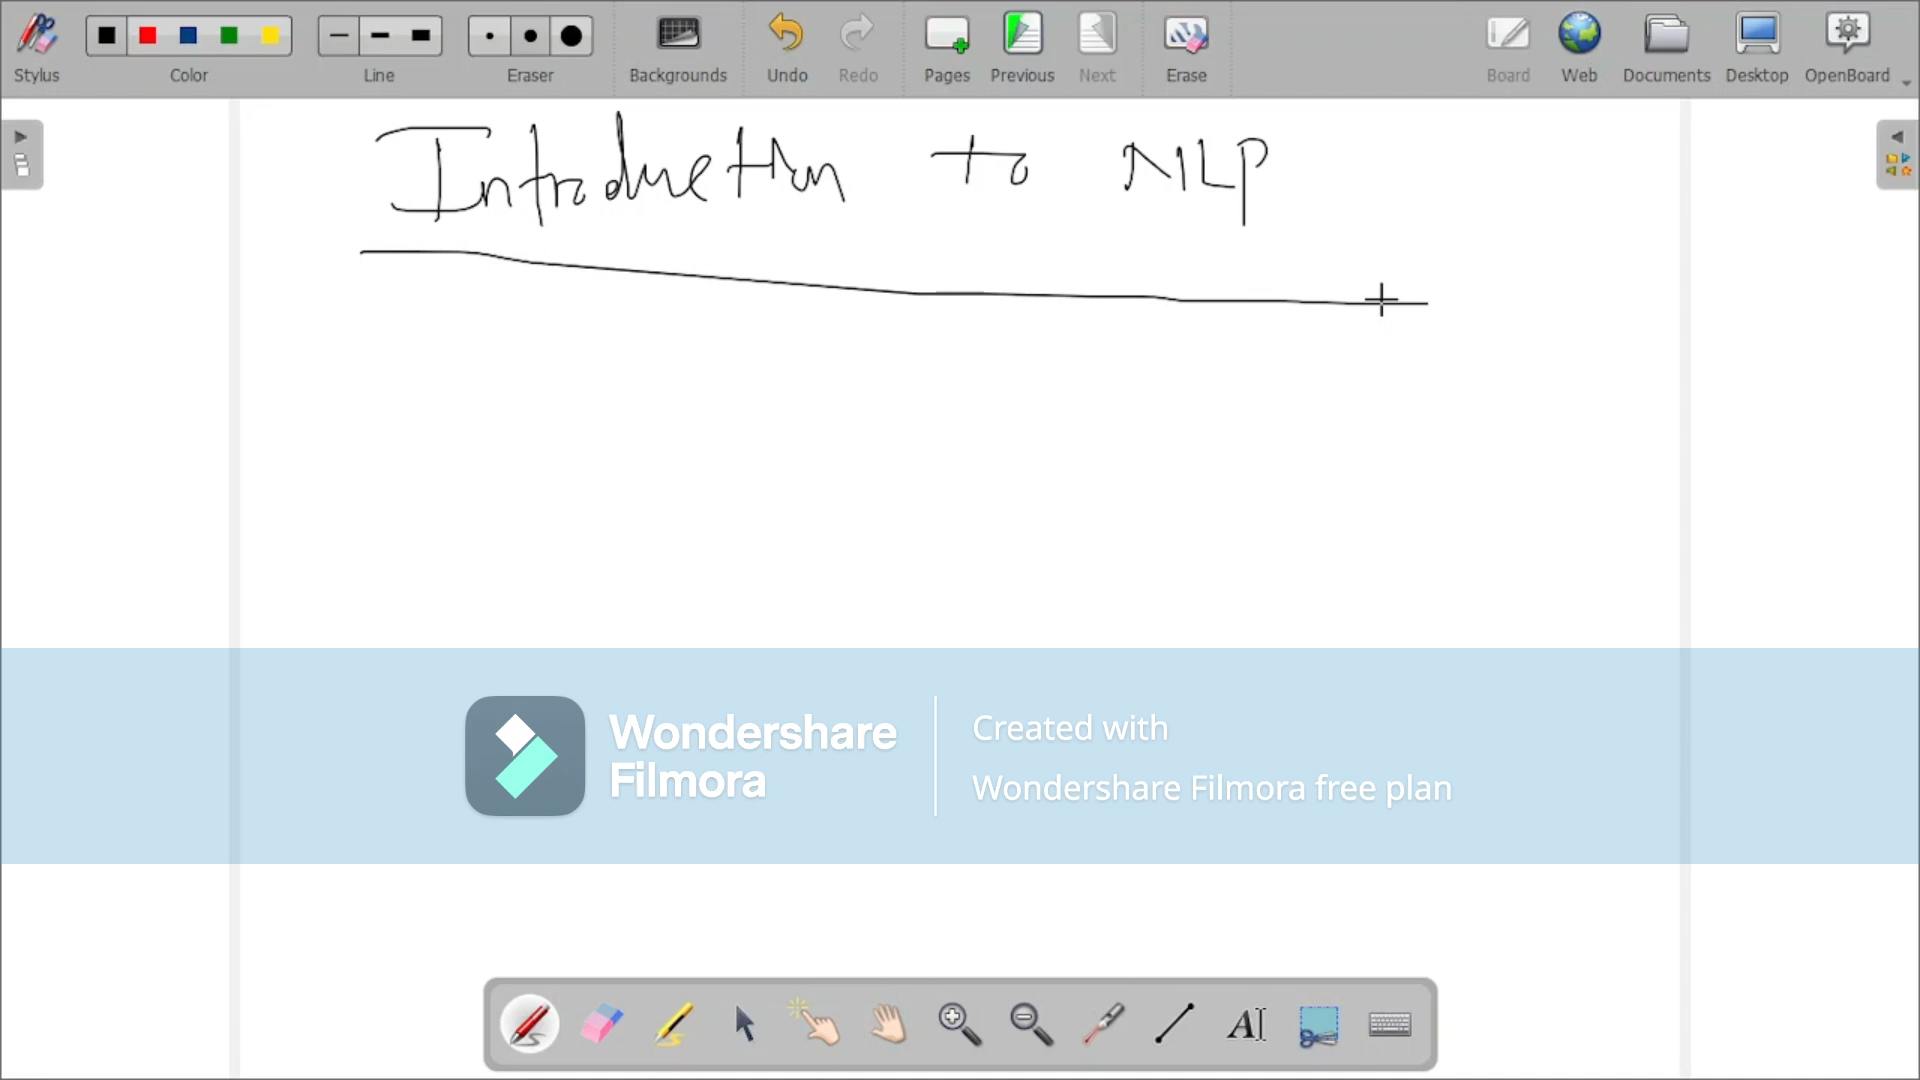 Stylus Color Line Eraser Backgrounds Undo Redo Pages Previous Next Erase Board Web Documents Desktop OpenBoard
Introduction to NLP
Wondershare Filmora
Created with
Wondershare Filmora free plan